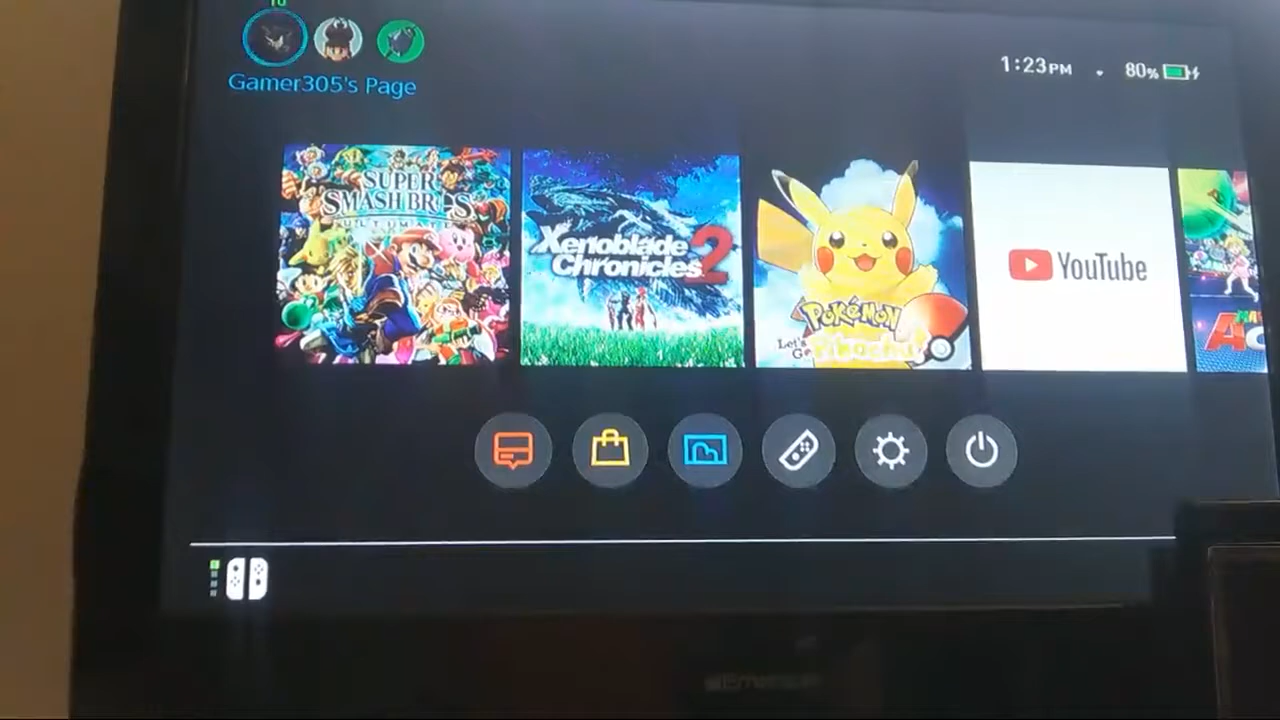 Gamer305's Page
1:23PM
80%
SUPER
SMASH BROS
ULTIMATE
Xenoblade
Chronicles 2
POKéMON
Let's
Go
Pikachu!
YouTube